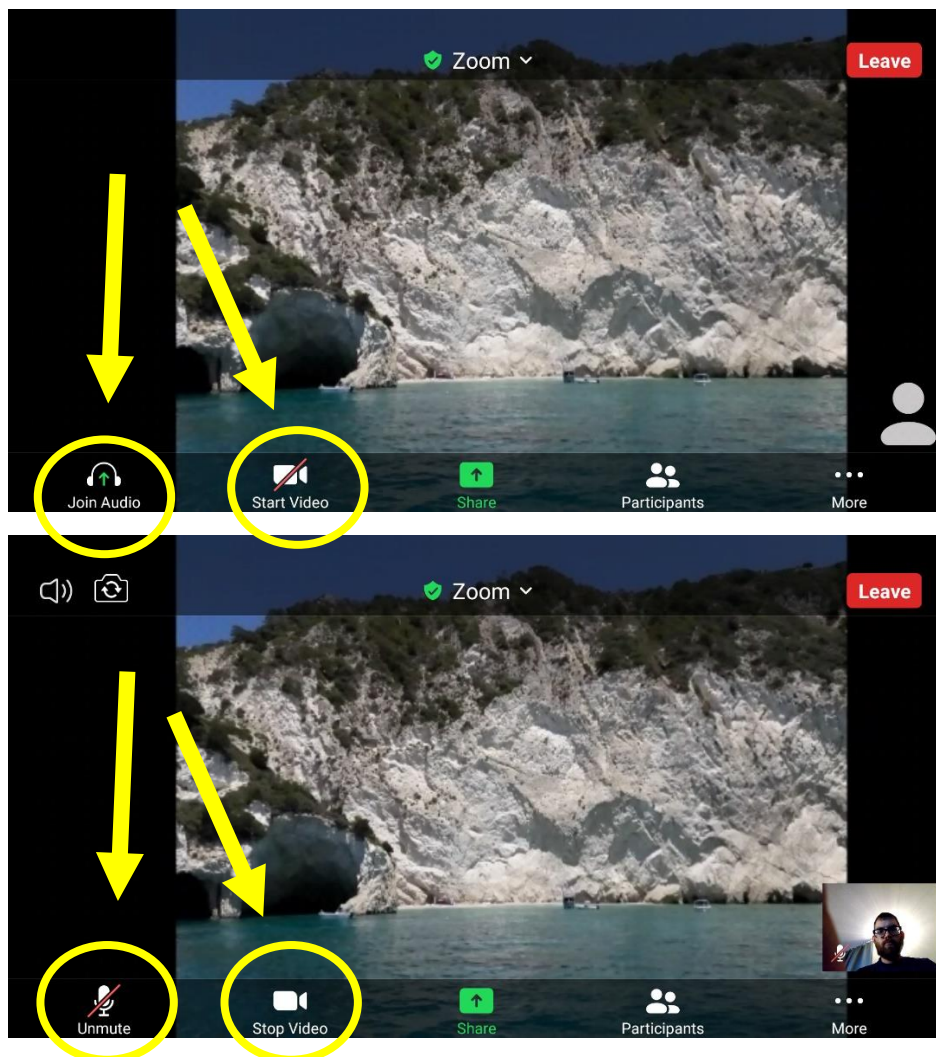 Zoom
Leave
Join Audio Start Video Share Participants More
Zoom
Leave
Unmute Stop Video Share Participants More